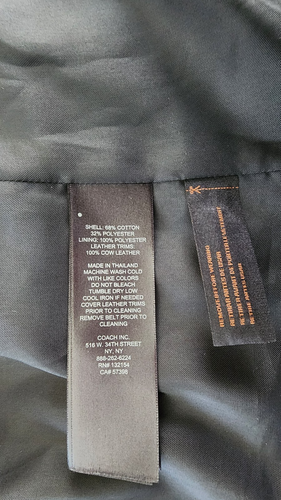 SHELL: 68% COTTON
32% POLYESTER
LINING: 100% POLYESTER
LEATHER TRIMS:
100% COW LEATHER
MADE IN THAILAND
MACHINE WASH COLD
WITH LIKE COLORS
DO NOT BLEACH
TUMBLE DRY LOW
COOL IRON IF NEEDED
COVER LEATHER TRIMS
PRIOR TO CLEANING
REMOVE BELT PRIOR TO
CLEANING
COACH INC.
516 W. 34TH STREET
NY, NY
888-262-6224
RN# 132154
CA# 57398
REMOVE BEFORE WEARING